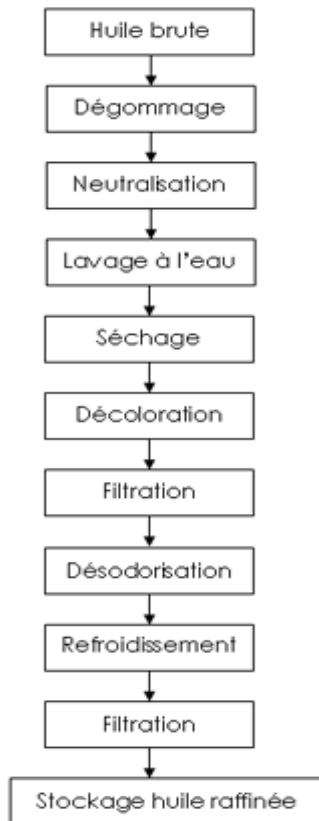 Huile brute
Dégommage
Neutralisation
Lavage à l'eau
Séchage
Décoloration
Filtration
Désodorisation
Refroidissement
Filtration
Stockage huile raffinée